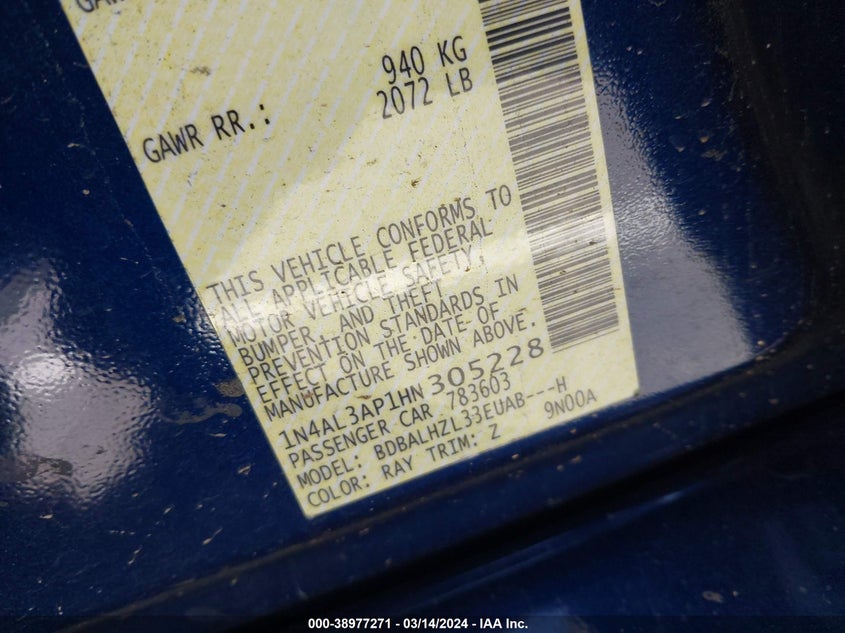 GAWR
940 KG
GAWR RR.: 2072 LB
THIS VEHICLE CONFORMS TO
ALL APPLICABLE FEDERAL
MOTOR VEHICLE SAFETY,
BUMPER, AND THEFT
PREVENTION STANDARDS IN
EFFECT ON THE DATE OF
MANUFACTURE SHOWN ABOVE.
1N4AL3AP1HN305228
PASSENGER CAR 783603
MODEL: BDBALHZL33EUAB---H
COLOR: RAY TRIM: Z 9N00A
000-38977271 - 03/14/2024 - IAA Inc.